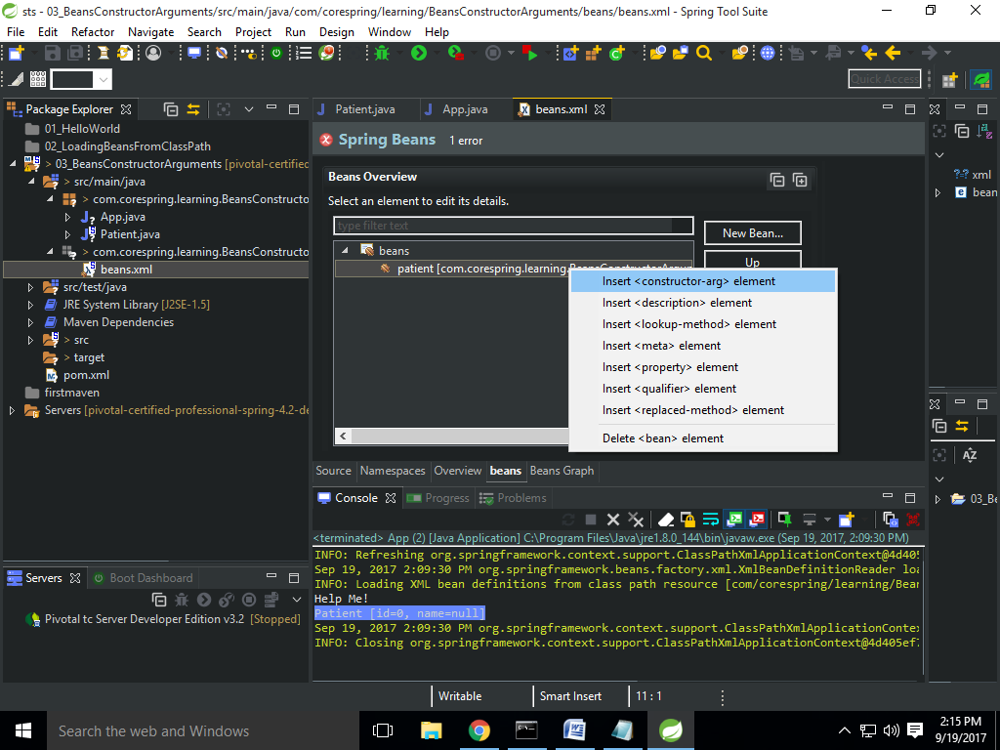 sts - 03_BeansConstructorArguments/src/main/java/com/corespring/learning/BeansConstructorArguments/beans/beans.xml - Spring Tool Suite
File Edit Refactor Navigate Search Project Run Design Window Help
Quick Access
Package Explorer
01_HelloWorld
02_LoadingBeansFromClassPath
> 03_BeansConstructorArguments [pivotal-certified
> src/main/java
> com.corespring.learning.BeansConstructo
App.java
Patient.java
> com.corespring.learning.BeansConstructo
beans.xml
src/test/java
JRE System Library [J2SE-1.5]
Maven Dependencies
> src
> target
pom.xml
firstmaven
Servers [pivotal-certified-professional-spring-4.2-de
Patient.java App.java beans.xml
Spring Beans 1 error
Beans Overview
Select an element to edit its details.
type filter text
New Bean...
Up
beans
patient [com.corespring.learning.BeansConstructorArgum
Insert <constructor-arg> element
Insert <description> element
Insert <lookup-method> element
Insert <meta> element
Insert <property> element
Insert <qualifier> element
Insert <replaced-method> element
Delete <bean> element
Source Namespaces Overview beans Beans Graph
Console Progress Problems
<terminated> App (2) [Java Application] C:\Program Files\Java\jre1.8.0_144\bin\javaw.exe (Sep 19, 2017, 2:09:30 PM)
INFO: Refreshing org.springframework.context.support.ClassPathXmlApplicationContext@4d405
Sep 19, 2017 2:09:30 PM org.springframework.beans.factory.xml.XmlBeanDefinitionReader loa
INFO: Loading XML bean definitions from class path resource [com/corespring/learning/Bear
Help Me!
Patient [id=0, name=null]
Sep 19, 2017 2:09:30 PM org.springframework.context.support.ClassPathXmlApplicationContex
INFO: Closing org.springframework.context.support.ClassPathXmlApplicationContext@4d405ef7
?-? xml
e bean
AZ
03_Be
Servers Boot Dashboard
Pivotal tc Server Developer Edition v3.2 [Stopped]
Writable Smart Insert 11 : 1
Search the web and Windows
2:15 PM
9/19/2017